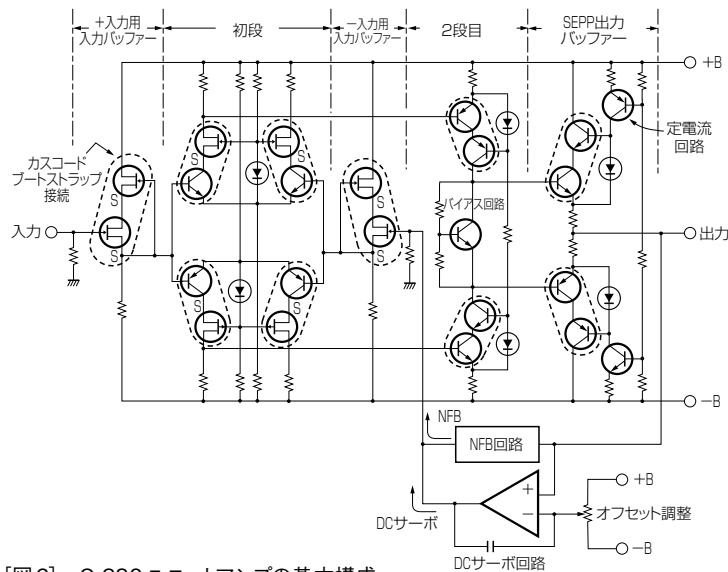 +入力用
入力バッファー
初段
−入力用
入力バッファー
2段目
SEPP出力
バッファー
+B
定電流
回路
カスコード
ブートストラップ
接続
S
S
S
S
バイアス回路
入力
S
S
出力
S
S
S
S
−B
NFB
NFB回路
+B
+
−
オフセット調整
DCサーボ
−B
DCサーボ回路